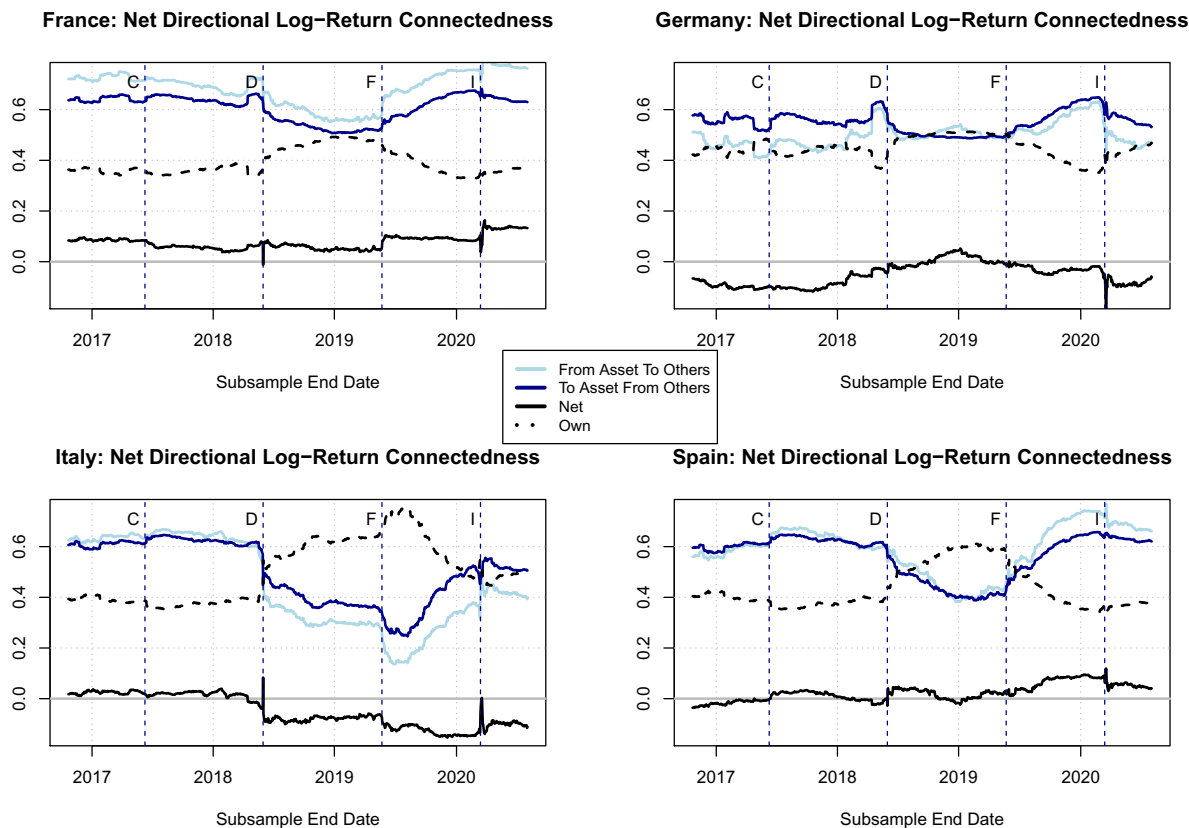 France: Net Directional Log−Return Connectedness
Germany: Net Directional Log−Return Connectedness
C D F I
C D F I
0.0 0.2 0.4 0.6
0.0 0.2 0.4 0.6
2017 2018 2019 2020
2017 2018 2019 2020
Subsample End Date
Subsample End Date
From Asset To Others
To Asset From Others
Net
Own
Italy: Net Directional Log−Return Connectedness
Spain: Net Directional Log−Return Connectedness
C D F I
C D F I
0.0 0.2 0.4 0.6
0.0 0.2 0.4 0.6
2017 2018 2019 2020
2017 2018 2019 2020
Subsample End Date
Subsample End Date